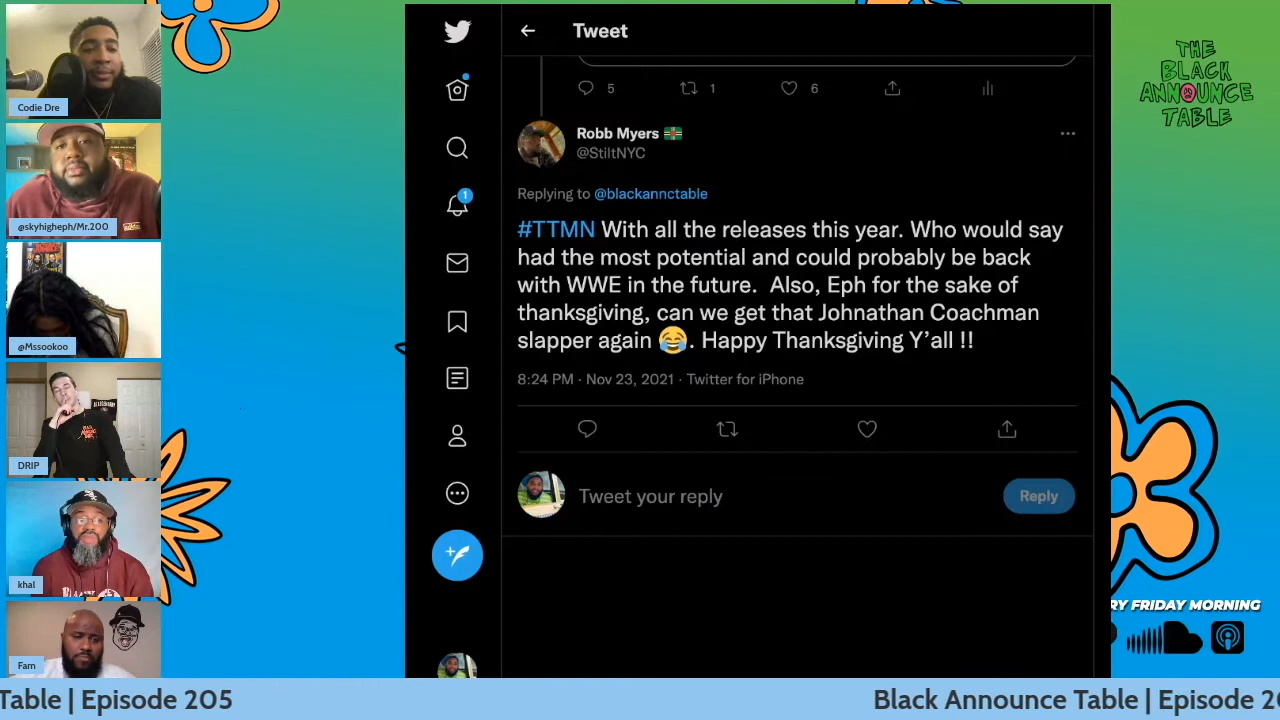 Codie Dre
@skyhigheph/Mr.200
@Mssookoo
DRIP
khal
Fam
Tweet
5
1
6
Robb Myers 🇩🇲
@StiltNYC
Replying to @blackannctable
#TTMN With all the releases this year. Who would say
had the most potential and could probably be back
with WWE in the future.  Also, Eph for the sake of
thanksgiving, can we get that Johnathan Coachman
slapper again 😂. Happy Thanksgiving Y’all !!
8:24 PM · Nov 23, 2021 · Twitter for iPhone
Tweet your reply
Reply
1
THE
BLACK
ANNOUNCE
TABLE
RY FRIDAY MORNING
Table | Episode 205
Black Announce Table | Episode 20